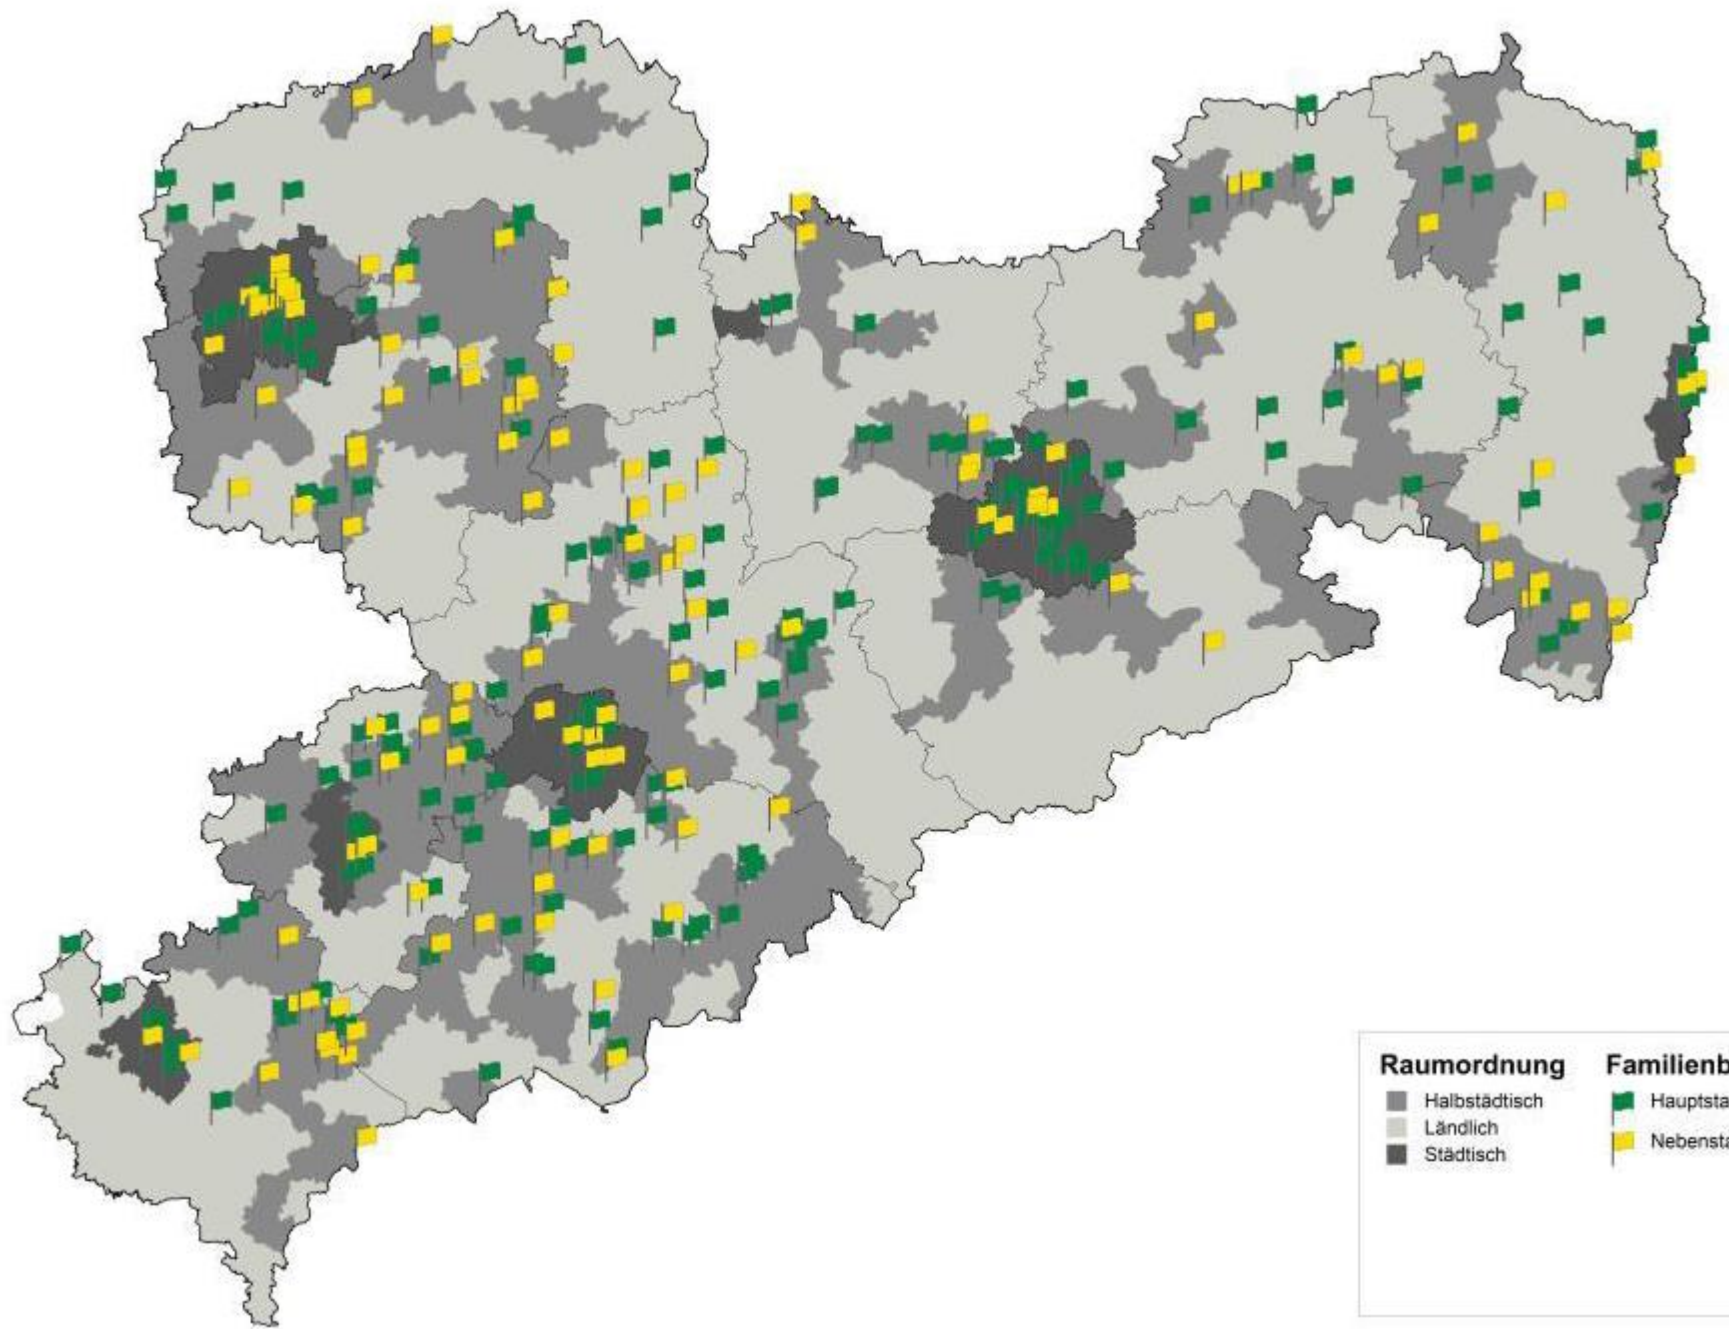 Raumordnung
Halbstädtisch
Ländlich
Städtisch
Familienb
Hauptsta
Nebensta